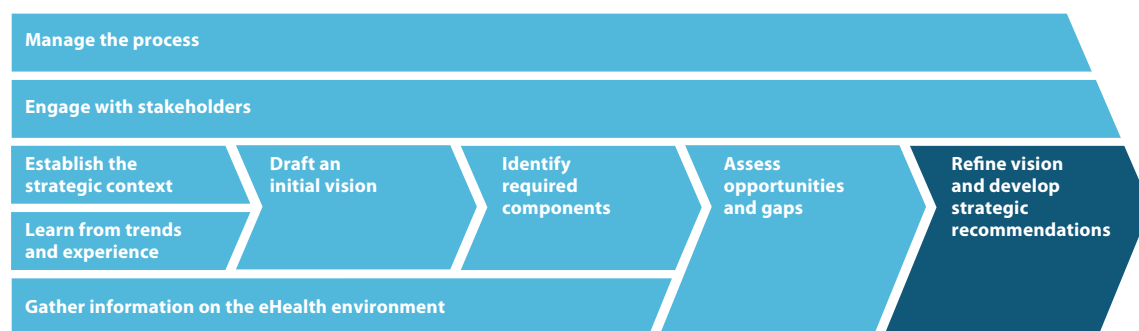 Manage the process
Engage with stakeholders
Establish the
strategic context
Learn from trends
and experience
Draft an
initial vision
Identify
required
components
Assess
opportunities
and gaps
Refine vision
and develop
strategic
recommendations
Gather information on the eHealth environment